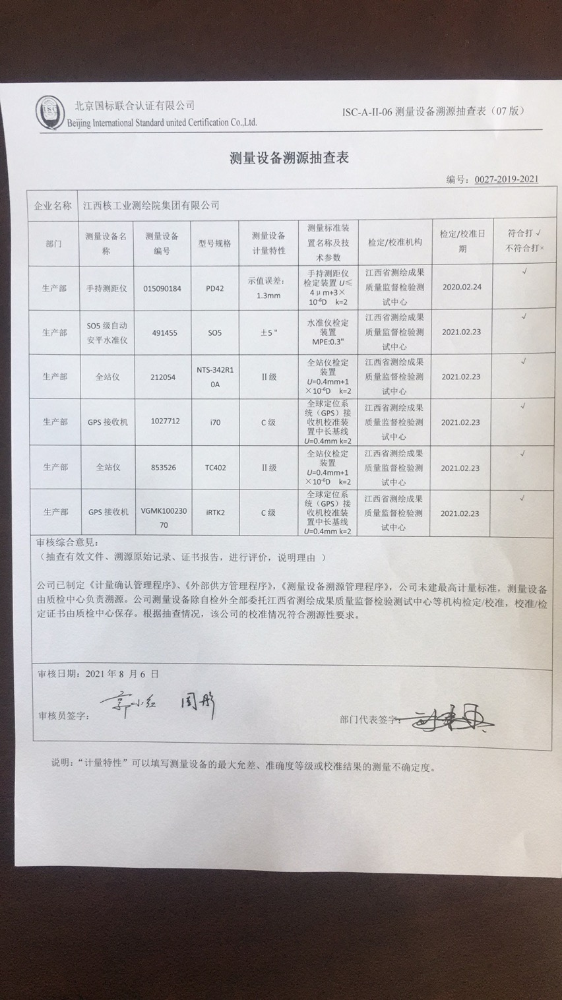 ISC
北京国标联合认证有限公司
Beijing International Standard united Certification Co.,Ltd.
ISC-A-II-06 测量设备溯源抽查表（07 版）
测量设备溯源抽查表
编号：0027-2019-2021
企业名称 江西核工业测绘院集团有限公司
部门
测量设备名
称
测量设备
编号
型号规格
测量设备
计量特性
测量标准装
置名称及技
术参数
检定/校准机构
检定/校准日
期
符合打√
不符合打×
生产部
手持测距仪
015090184
PD42
示值误差：
1.3mm
手持测距仪
检定装置 U≤
4μm+3×
10⁻⁶D k=2
江西省测绘成果
质量监督检验测
试中心
2020.02.24
√
生产部
SO5 级自动
安平水准仪
491455
SO5
±5"
水准仪检定
装置
MPE:0.3"
江西省测绘成果
质量监督检验测
试中心
2021.02.23
√
生产部
全站仪
212054
NTS-342R1
0A
II级
全站仪检定
装置
U=0.4mm+1
×10⁻⁶D k=2
江西省测绘成果
质量监督检验测
试中心
2021.02.23
√
生产部
GPS 接收机
1027712
i70
C 级
全球定位系
统（GPS）接
收机校准装
置中长基线
U=0.4mm k=2
江西省测绘成果
质量监督检验测
试中心
2021.02.23
√
生产部
全站仪
853526
TC402
II级
全站仪检定
装置
U=0.4mm+1
×10⁻⁶D k=2
江西省测绘成果
质量监督检验测
试中心
2021.02.23
√
生产部
GPS 接收机
VGMK100230
70
iRTK2
C 级
全球定位系
统（GPS）接
收机校准装
置中长基线
U=0.4mm k=2
江西省测绘成果
质量监督检验测
试中心
2021.02.23
√
审核综合意见：
（抽查有效文件、溯源原始记录、证书报告，进行评价，说明理由 ）
公司已制定《计量确认管理程序》、《外部供方管理程序》，《测量设备溯源管理程序》，公司未建最高计量标准，测量设备
由质检中心负责溯源。公司测量设备除自检外全部委托江西省测绘成果质量监督检验测试中心等机构检定/校准，校准/检
定证书由质检中心保存。根据抽查情况，该公司的校准情况符合溯源性要求。
审核日期：2021 年 8 月 6 日
审核员签字：
部门代表签字：
说明：“计量特性”可以填写测量设备的最大允差、准确度等级或校准结果的测量不确定度。